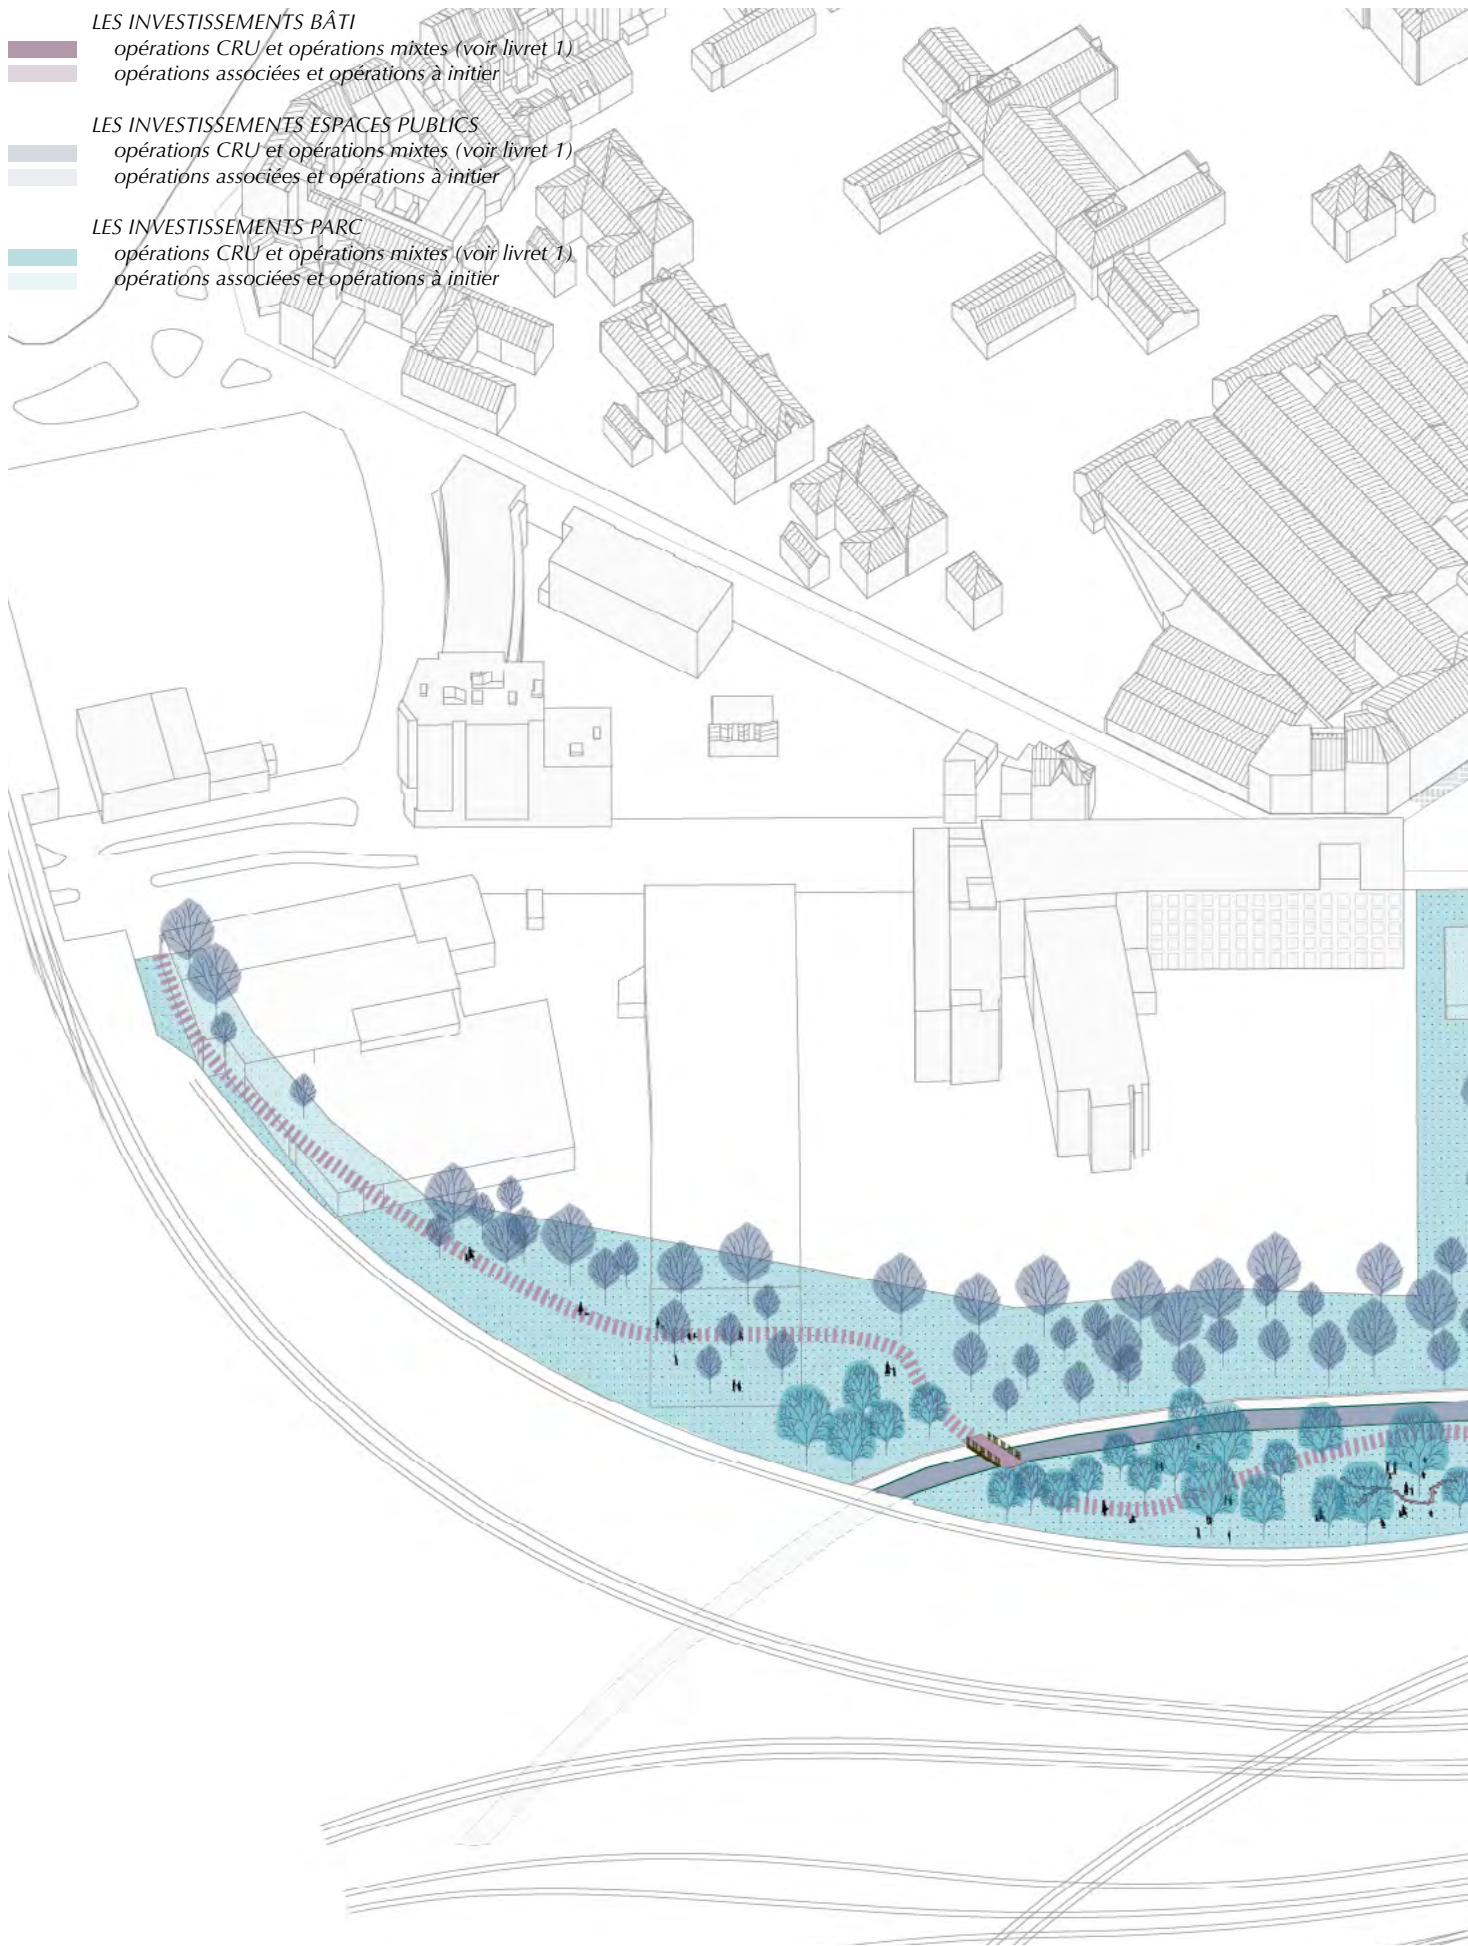 LES INVESTISSEMENTS BÂTI
opérations CRU et opérations mixtes (voir livret 1)
opérations associées et opérations à initier
LES INVESTISSEMENTS ESPACES PUBLICS
opérations CRU et opérations mixtes (voir livret 1)
opérations associées et opérations à initier
LES INVESTISSEMENTS PARC
opérations CRU et opérations mixtes (voir livret 1)
opérations associées et opérations à initier